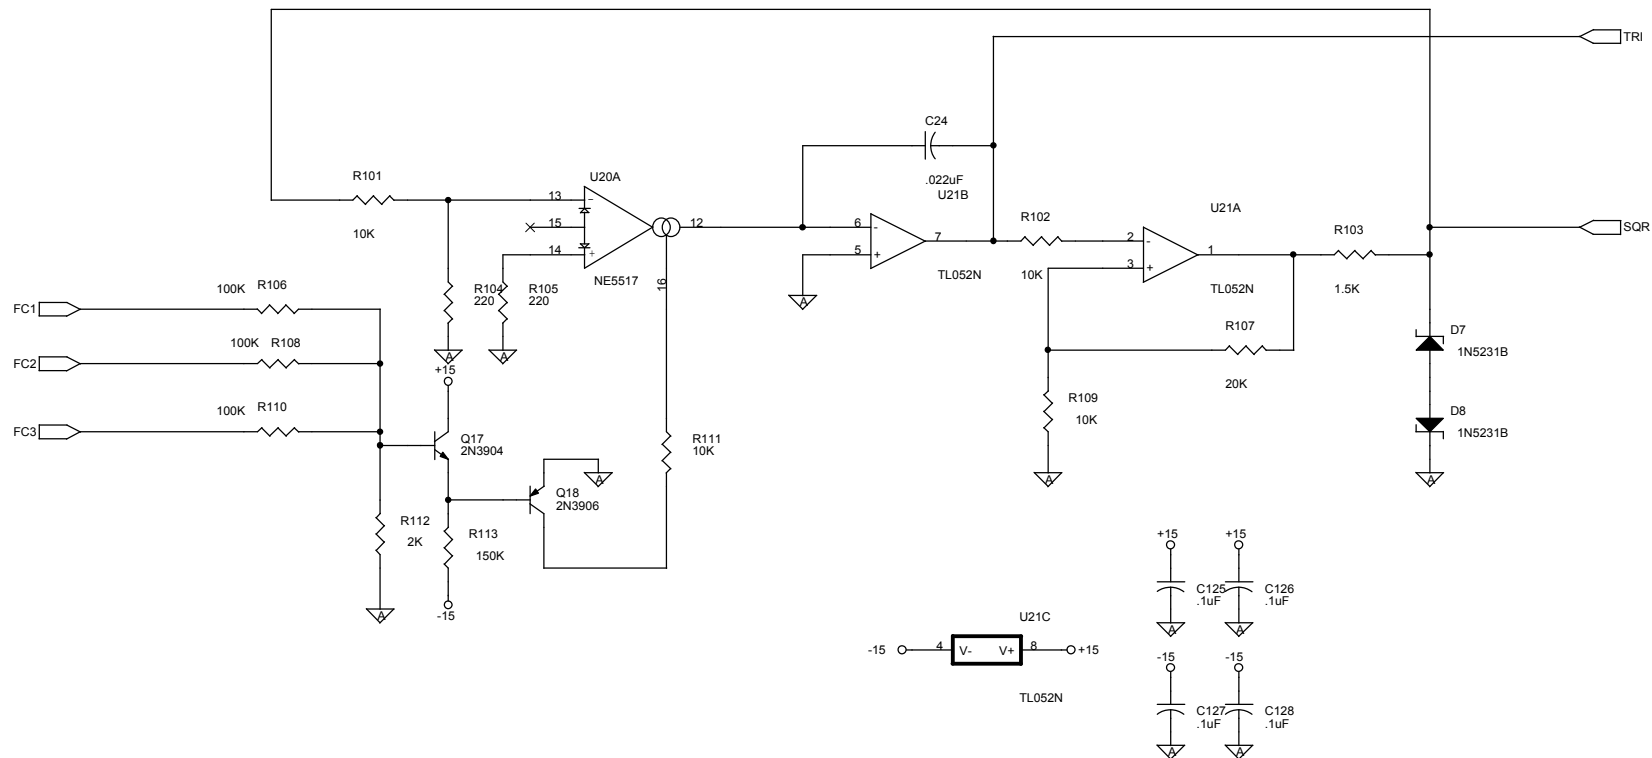 TRI
C24
.022uF
U21B
R101
10K
U20A
13
15
14
NE5517
12
16
6
5
7
TL052N
R102
10K
U21A
2
3
1
TL052N
R103
1.5K
SQR
R104
220
R105
220
A
A
A
FC1
100K
R106
FC2
100K
R108
FC3
100K
R110
+15
Q17
2N3904
R107
20K
R109
10K
D7
1N5231B
D8
1N5231B
R111
10K
A
A
A
Q18
2N3906
R112
2K
R113
150K
A
-15
+15
+15
C125
.1uF
C126
.1uF
A
A
U21C
-15
4
V-
V+
8
+15
TL052N
-15
-15
C127
.1uF
C128
.1uF
A
A